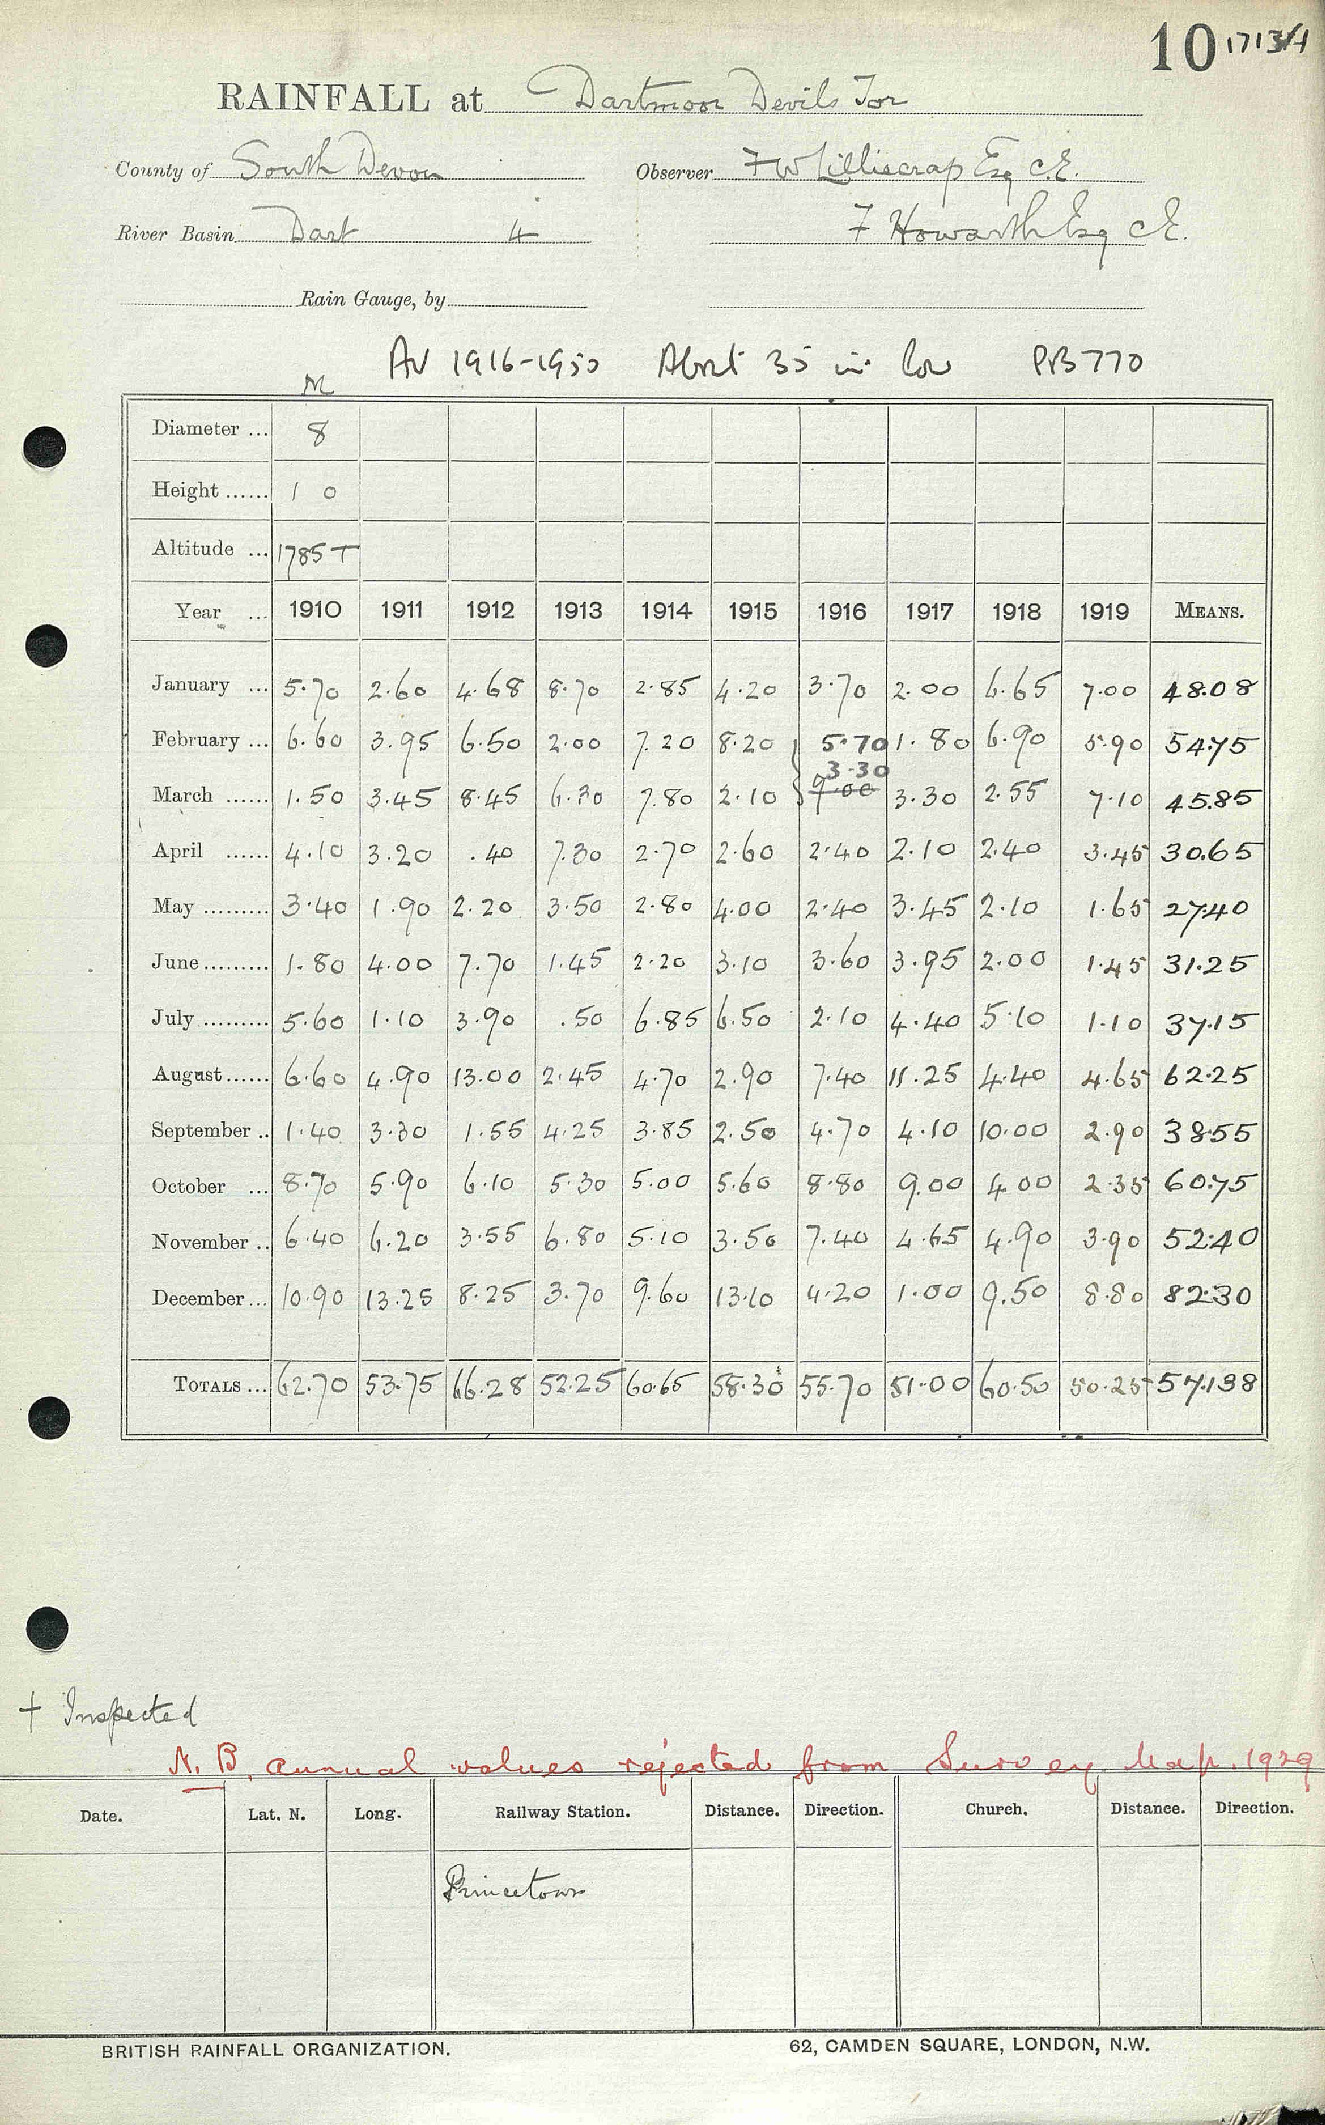 10 1713/1
RAINFALL at Dartmoor Devils Tor
County of South Devon Observer F W Lilliscrap Esq C.E.
River Basin Dart 4 F Howarth Esq C.E.
Rain Gauge, by
AV 1916-1950 About 35 in low PB 770
M
Diameter ... 8
Height ...... 1 0
Altitude ... 1785 T
Year ... 1910 1911 1912 1913 1914 1915 1916 1917 1918 1919 MEANS.
January ... 5.70 2.60 4.68 8.70 2.85 4.20 3.70 2.00 6.65 7.00 48.08
February ... 6.60 3.95 6.50 2.00 7.20 8.20 5.70 1.80 6.90 5.90 54.75
March ...... 1.50 3.45 8.45 6.30 7.80 2.10 9.00 3.30 3.30 2.55 7.10 45.85
April ...... 4.10 3.20 .40 7.30 2.70 2.60 2.40 2.10 2.40 3.45 30.65
May ......... 3.40 1.90 2.20 3.50 2.80 4.00 2.40 3.45 2.10 1.65 27.40
June ......... 1.80 4.00 7.70 1.45 2.20 3.10 3.60 3.95 2.00 1.45 31.25
July ......... 5.60 1.10 3.90 .50 6.85 6.50 2.10 4.40 5.10 1.10 37.15
August ...... 6.60 4.90 13.00 2.45 4.70 2.90 7.40 11.25 4.40 4.65 62.25
September .. 1.40 3.30 1.55 4.25 3.85 2.50 4.70 4.10 10.00 2.90 38.55
October ... 8.70 5.90 6.10 5.30 5.00 5.60 8.80 9.00 4.00 2.35 60.75
November .. 6.40 6.20 3.55 6.80 5.10 3.50 7.40 4.65 4.90 3.90 52.40
December ... 10.90 13.25 8.25 3.70 9.60 13.10 4.20 1.00 9.50 8.80 82.30
TOTALS ... 62.70 53.75 66.28 52.25 60.65 58.30 55.70 51.00 60.50 50.25 571.38
+ Inspected
N.B. annual values rejected from Survey Map. 1929
Date. Lat. N. Long. Railway Station. Distance. Direction. Church. Distance. Direction.
Princetown
BRITISH RAINFALL ORGANIZATION. 62, CAMDEN SQUARE, LONDON, N.W.